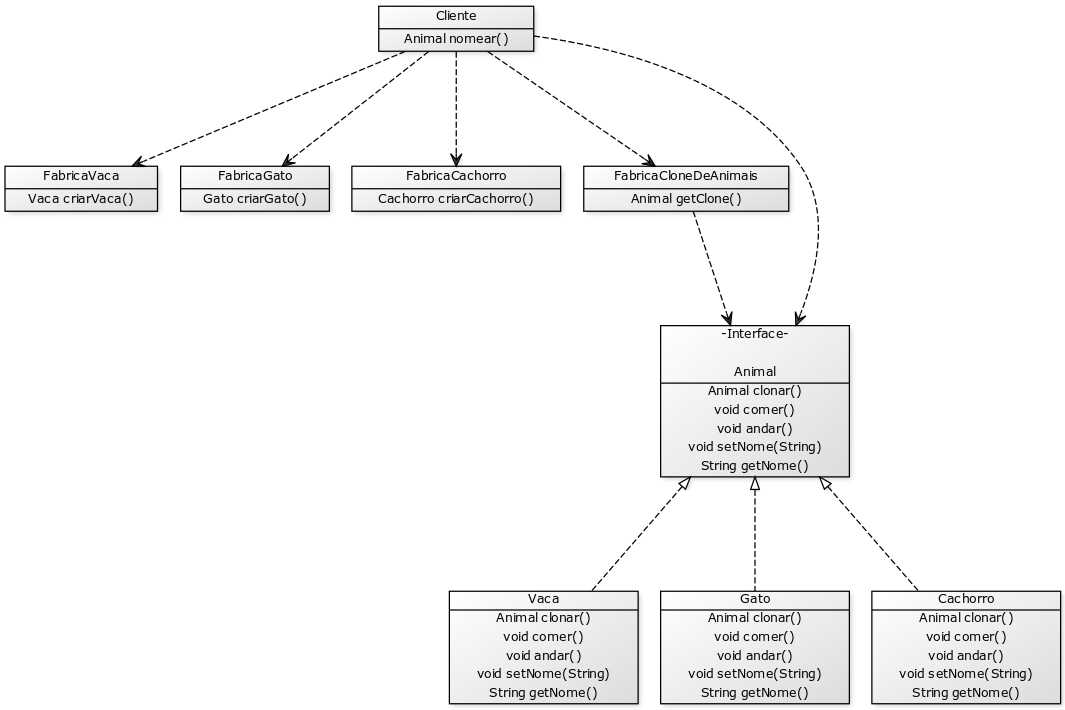 Cliente
Animal nomear()
FabricaVaca
Vaca criarVaca()
FabricaGato
Gato criarGato()
FabricaCachorro
Cachorro criarCachorro()
FabricaCloneDeAnimais
Animal getClone()
-Interface-
Animal
Animal clonar()
void comer()
void andar()
void setNome(String)
String getNome()
Vaca
Animal clonar()
void comer()
void andar()
void setNome(String)
String getNome()
Gato
Animal clonar()
void comer()
void andar()
void setNome(String)
String getNome()
Cachorro
Animal clonar()
void comer()
void andar()
void setNome(String)
String getNome()